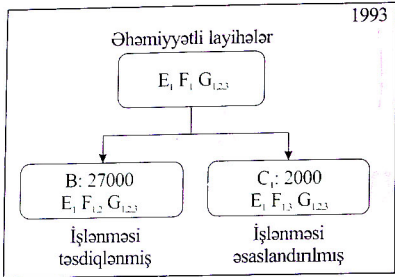 1993
Əhəmiyyətli layihələr
E₁ F₁ G₁,₂,₃
B: 27000
E₁ F₁,₂ G₁,₂,₃
C₁: 2000
E₁ F₁,₃ G₁,₂,₃
İşlənməsi
təsdiqlənmiş
İşlənməsi
əsaslandırılmış